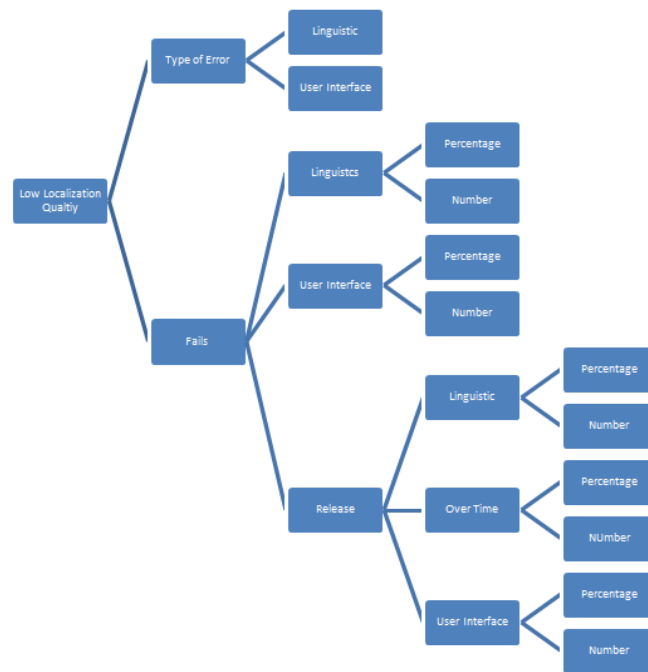 Linguistic
Type of Error
User Interface
Percentage
Linguistcs
Low Localization
Qualtiy
Number
Percentage
User Interface
Number
Fails
Percentage
Linguistic
Number
Percentage
Release
Over Time
NUmber
Percentage
User Interface
Number